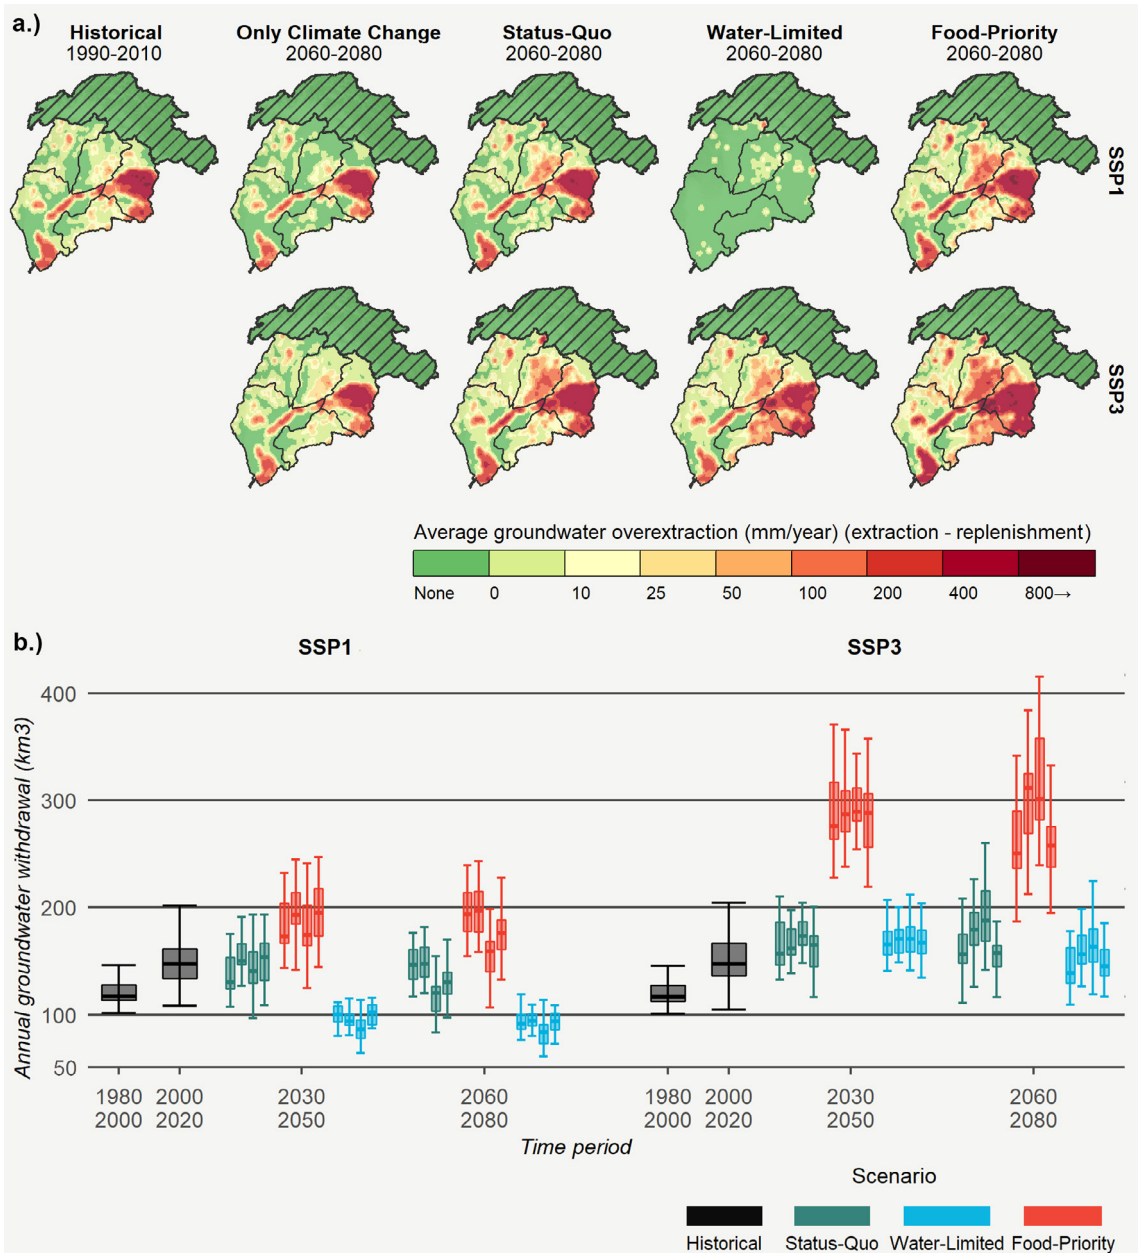 a.)
Historical Only Climate Change Status-Quo Water-Limited Food-Priority
1990-2010 2060-2080 2060-2080 2060-2080 2060-2080
SSP1
SSP3
Average groundwater overextraction (mm/year) (extraction - replenishment)
None 0 10 25 50 100 200 400 800→
b.)
SSP1 SSP3
Annual groundwater withdrawal (km3)
400
300
200
100
50
1980 2000 2030 2060 1980 2000 2030 2060
2000 2020 2050 2080 2000 2020 2050 2080
Time period
Scenario
Historical Status-Quo Water-Limited Food-Priority